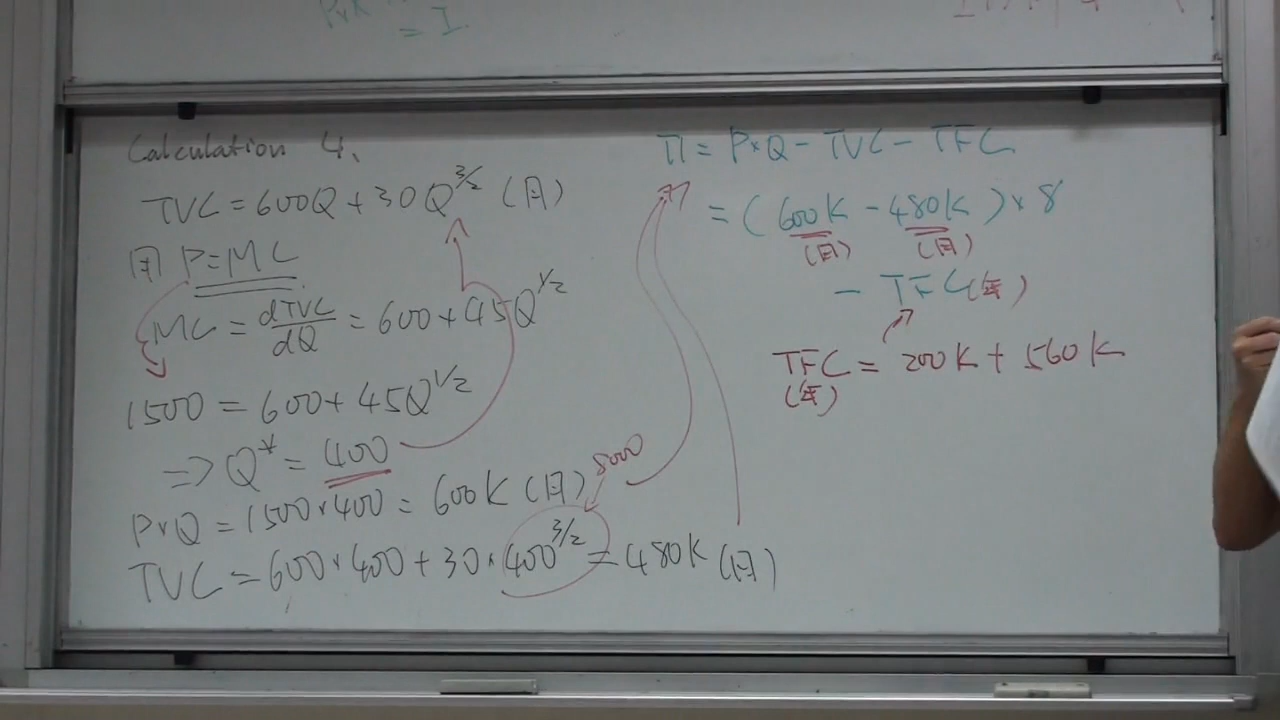 = I
Calculation 4.
TVC = 600Q + 30Q^3/2 (月)
用 P=MC
MC = dTVC/dQ = 600 + 45Q^1/2
1500 = 600 + 45Q^1/2
=> Q* = 400
P×Q = 1500×400 = 600K (月)
8000
TVC = 600×400 + 30×400^3/2 = 480K (月)
π = P×Q - TVC - TFC
= (600K - 480K) × 8
(月) (月)
- TFC(年)
TFC = 200K + 560K
(年)